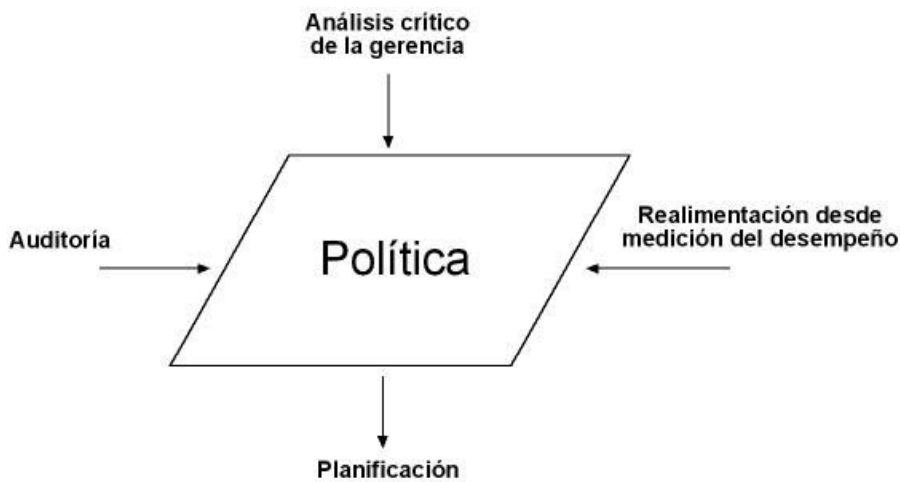 Análisis crítico
de la gerencia
Realimentación desde
medición del desempeño
Auditoría
Política
Planificación